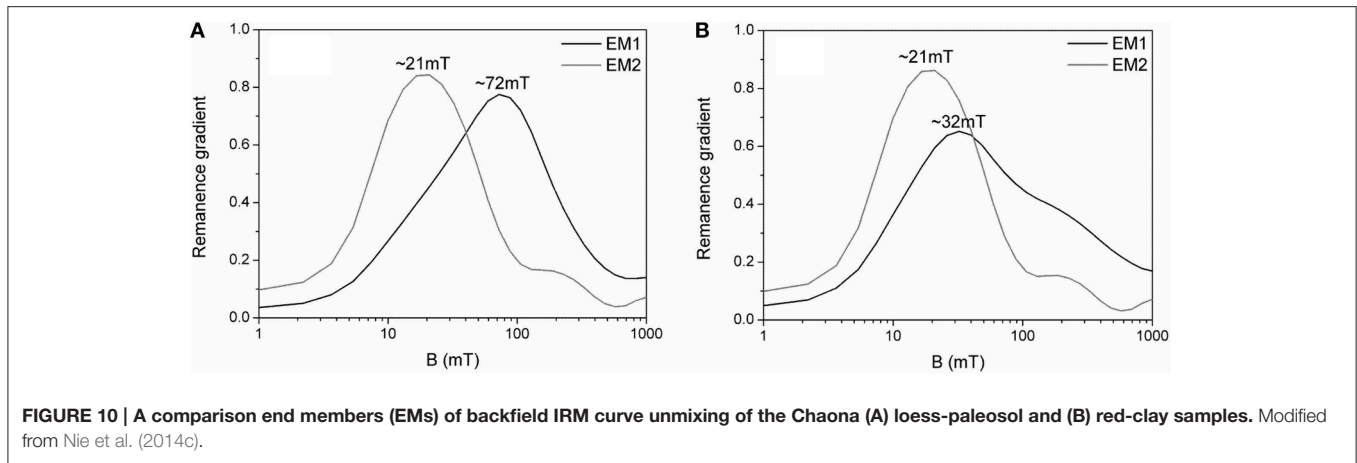 A
1.0
0.8
0.6
0.4
0.2
0.0
Remanence gradient
~21mT
~72mT
EM1
EM2
1
10
100
1000
B (mT)
B
1.0
0.8
0.6
0.4
0.2
0.0
Remanence gradient
~21mT
~32mT
EM1
EM2
1
10
100
1000
B (mT)
FIGURE 10 | A comparison end members (EMs) of backfield IRM curve unmixing of the Chaona (A) loess-paleosol and (B) red-clay samples. Modified
from Nie et al. (2014c).